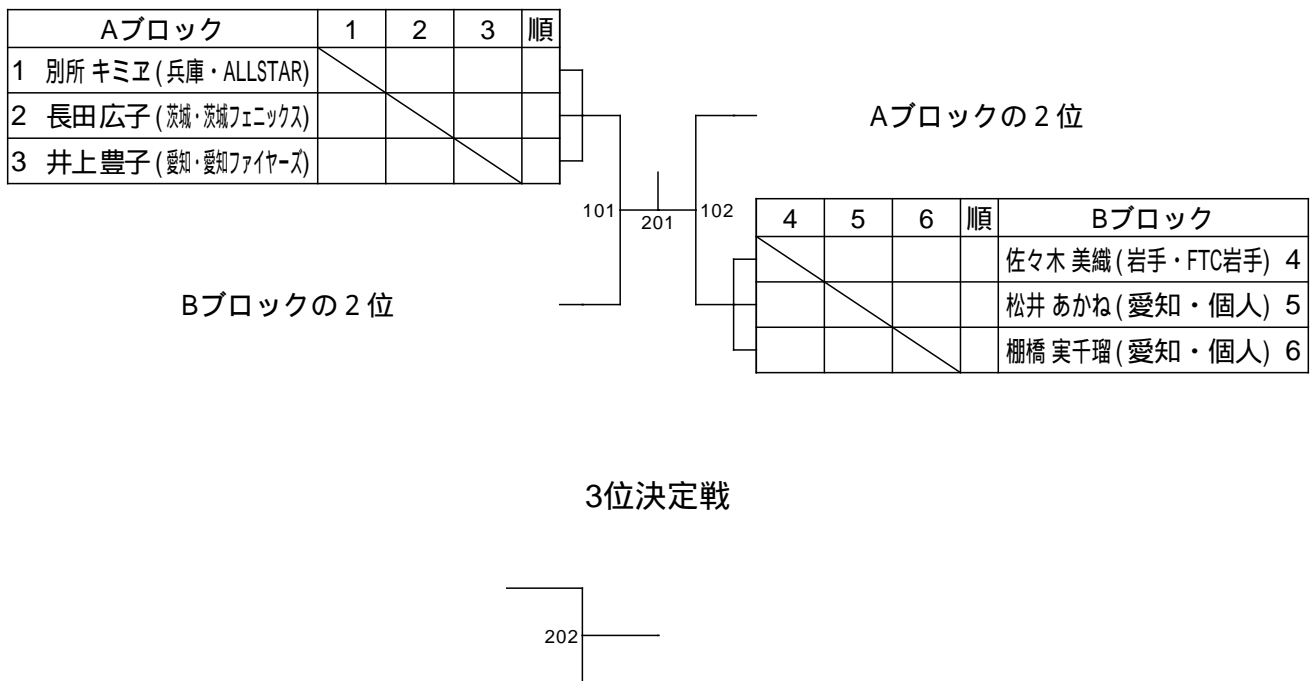 Aブロック 1 2 3 順
1 別所 キミヱ(兵庫・ALLSTAR)
2 長田広子(茨城・茨城フェニックス)
3 井上豊子(愛知・愛知ファイヤーズ)
Aブロックの2位
101
201
102
4 5 6 順 Bブロック
佐々木 美織(岩手・FTC岩手) 4
松井 あかね(愛知・個人) 5
棚橋 実千瑠(愛知・個人) 6
Bブロックの2位
3位決定戦
202